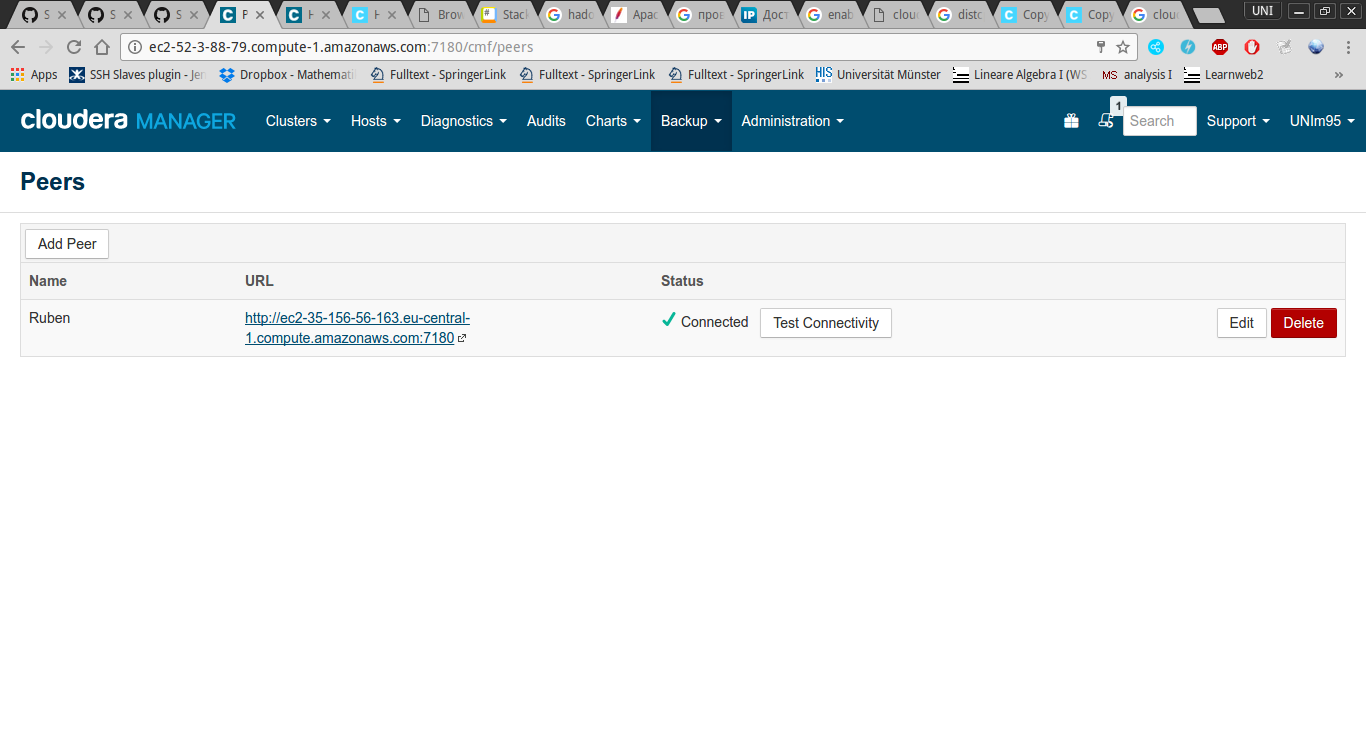 S S S P H H Brow Stack hado Apac про Дост enab clou distc Copy Copy clou UNI
ec2-52-3-88-79.compute-1.amazonaws.com:7180/cmf/peers
Apps SSH Slaves plugin - Jen Dropbox - Mathemati Fulltext - SpringerLink Fulltext - SpringerLink Fulltext - SpringerLink Universität Münster Lineare Algebra I (WS MS analysis I Learnweb2 »
cloudera MANAGER Clusters Hosts Diagnostics Audits Charts Backup Administration 1 Search Support UNIm95
Peers
Add Peer
Name URL Status
Ruben http://ec2-35-156-56-163.eu-central- Connected Test Connectivity Edit Delete
1.compute.amazonaws.com:7180